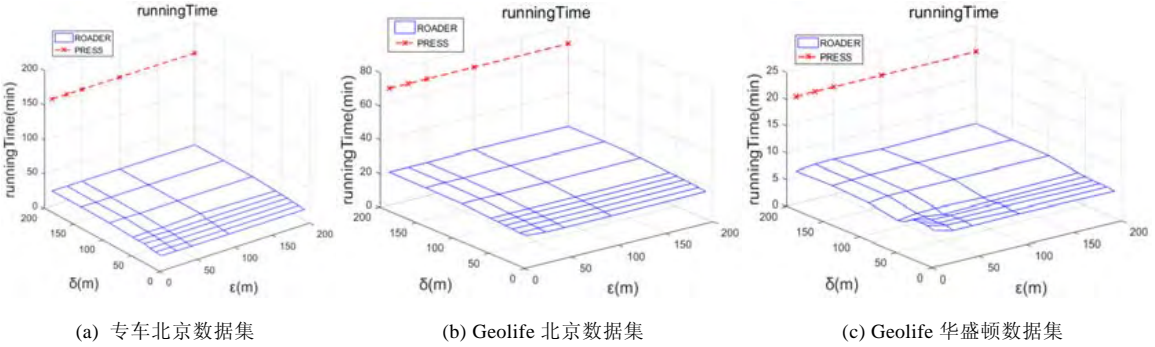 runningTime
ROADER
PRESS
runningTime(min)
200
150
100
50
0
200
150
100
50
0
δ(m)
0
50
100
150
200
ε(m)
(a) 专车北京数据集
runningTime
ROADER
PRESS
runningTime(min)
80
60
40
20
0
200
150
100
50
0
δ(m)
0
50
100
150
200
ε(m)
(b) Geolife 北京数据集
runningTime
ROADER
PRESS
runningTime(min)
25
20
15
10
5
0
200
150
100
50
0
δ(m)
0
50
100
150
200
ε(m)
(c) Geolife 华盛顿数据集